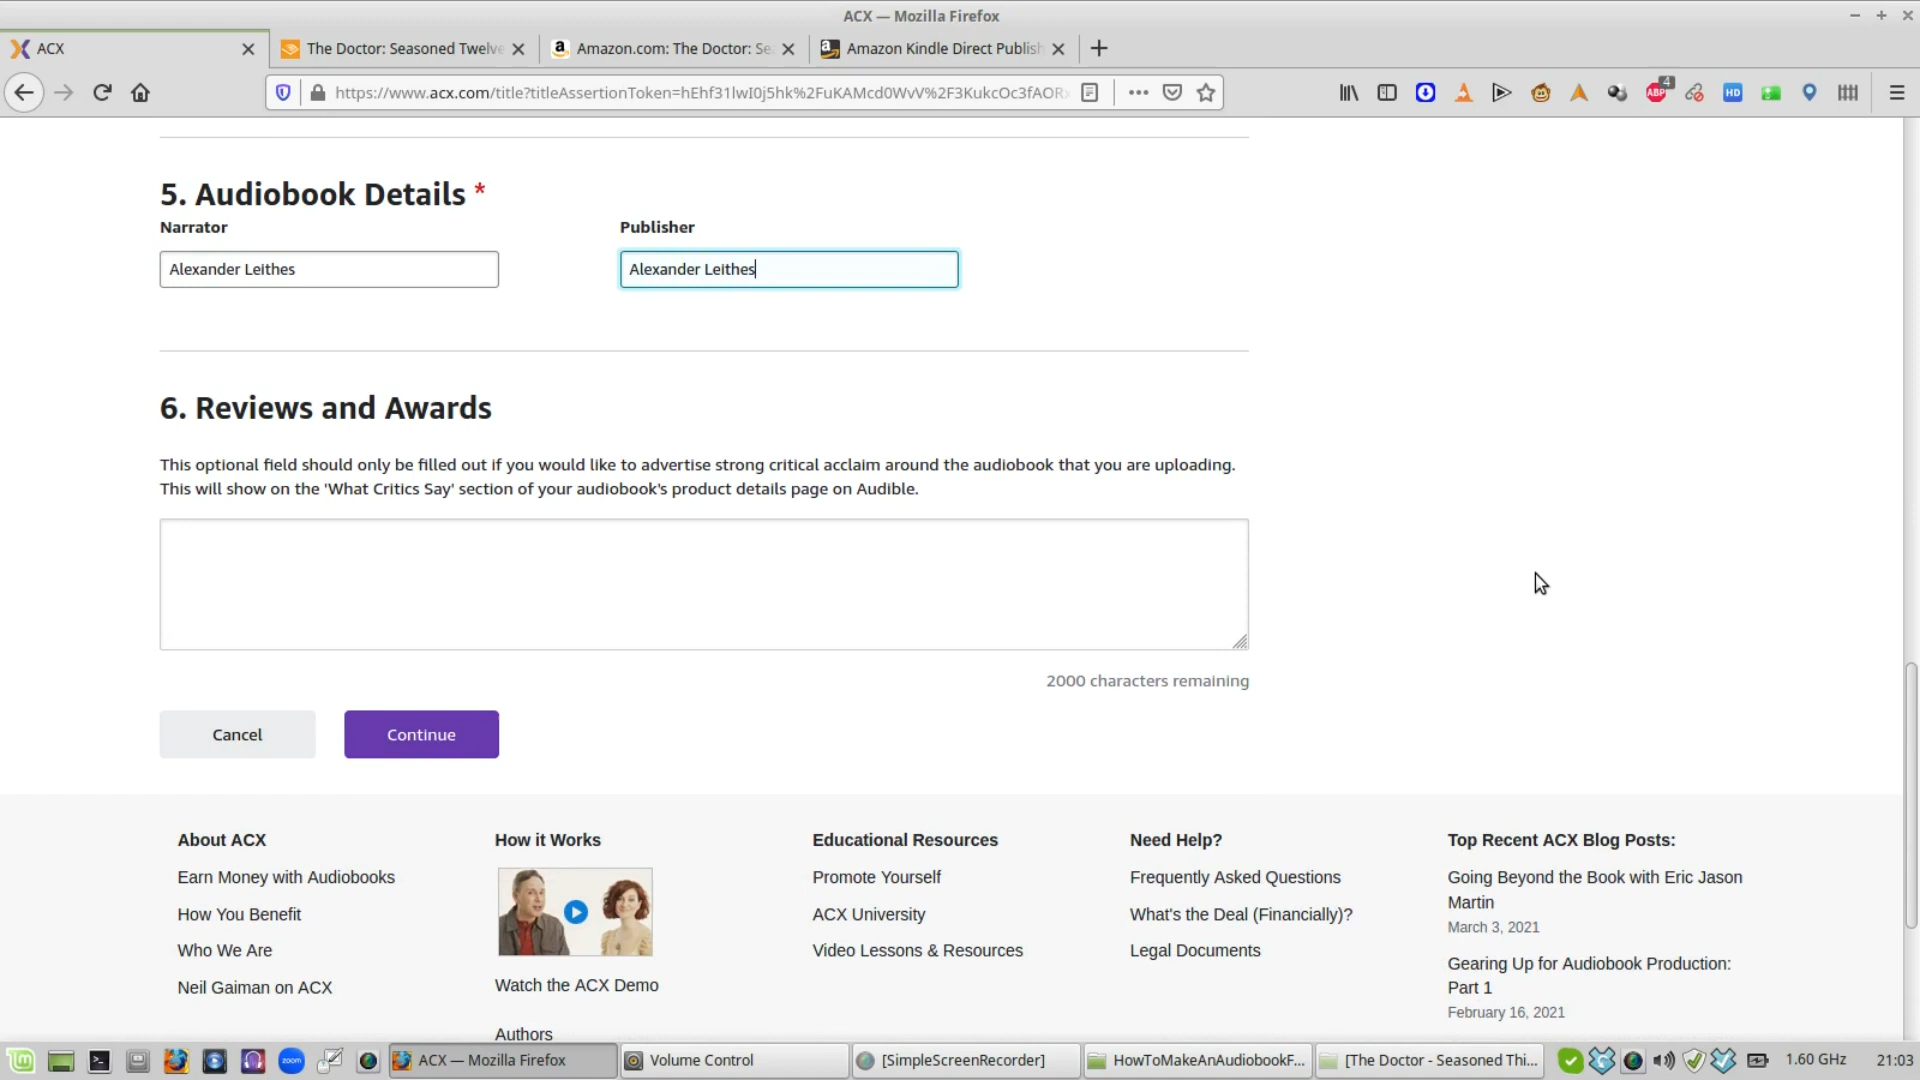 ACX — Mozilla Firefox
ACX
The Doctor: Seasoned Twelve
Amazon.com: The Doctor: Se
Amazon Kindle Direct Publish
https://www.acx.com/title?titleAssertionToken=hEhf31lwI0j5hk%2FuKAMcd0WvV%2F3KukcOc3fAORx
4
ABP
HD
5. Audiobook Details *
Narrator
Publisher
Alexander Leithes
Alexander Leithes
6. Reviews and Awards
This optional field should only be filled out if you would like to advertise strong critical acclaim around the audiobook that you are uploading.
This will show on the 'What Critics Say' section of your audiobook's product details page on Audible.
2000 characters remaining
Cancel
Continue
About ACX
Earn Money with Audiobooks
How You Benefit
Who We Are
Neil Gaiman on ACX
How it Works
Watch the ACX Demo
Authors
Educational Resources
Promote Yourself
ACX University
Video Lessons & Resources
Need Help?
Frequently Asked Questions
What's the Deal (Financially)?
Legal Documents
Top Recent ACX Blog Posts:
Going Beyond the Book with Eric Jason
Martin
March 3, 2021
Gearing Up for Audiobook Production:
Part 1
February 16, 2021
zoom
ACX — Mozilla Firefox
Volume Control
[SimpleScreenRecorder]
HowToMakeAnAudiobookF...
[The Doctor - Seasoned Thi...
1.60 GHz
21:03